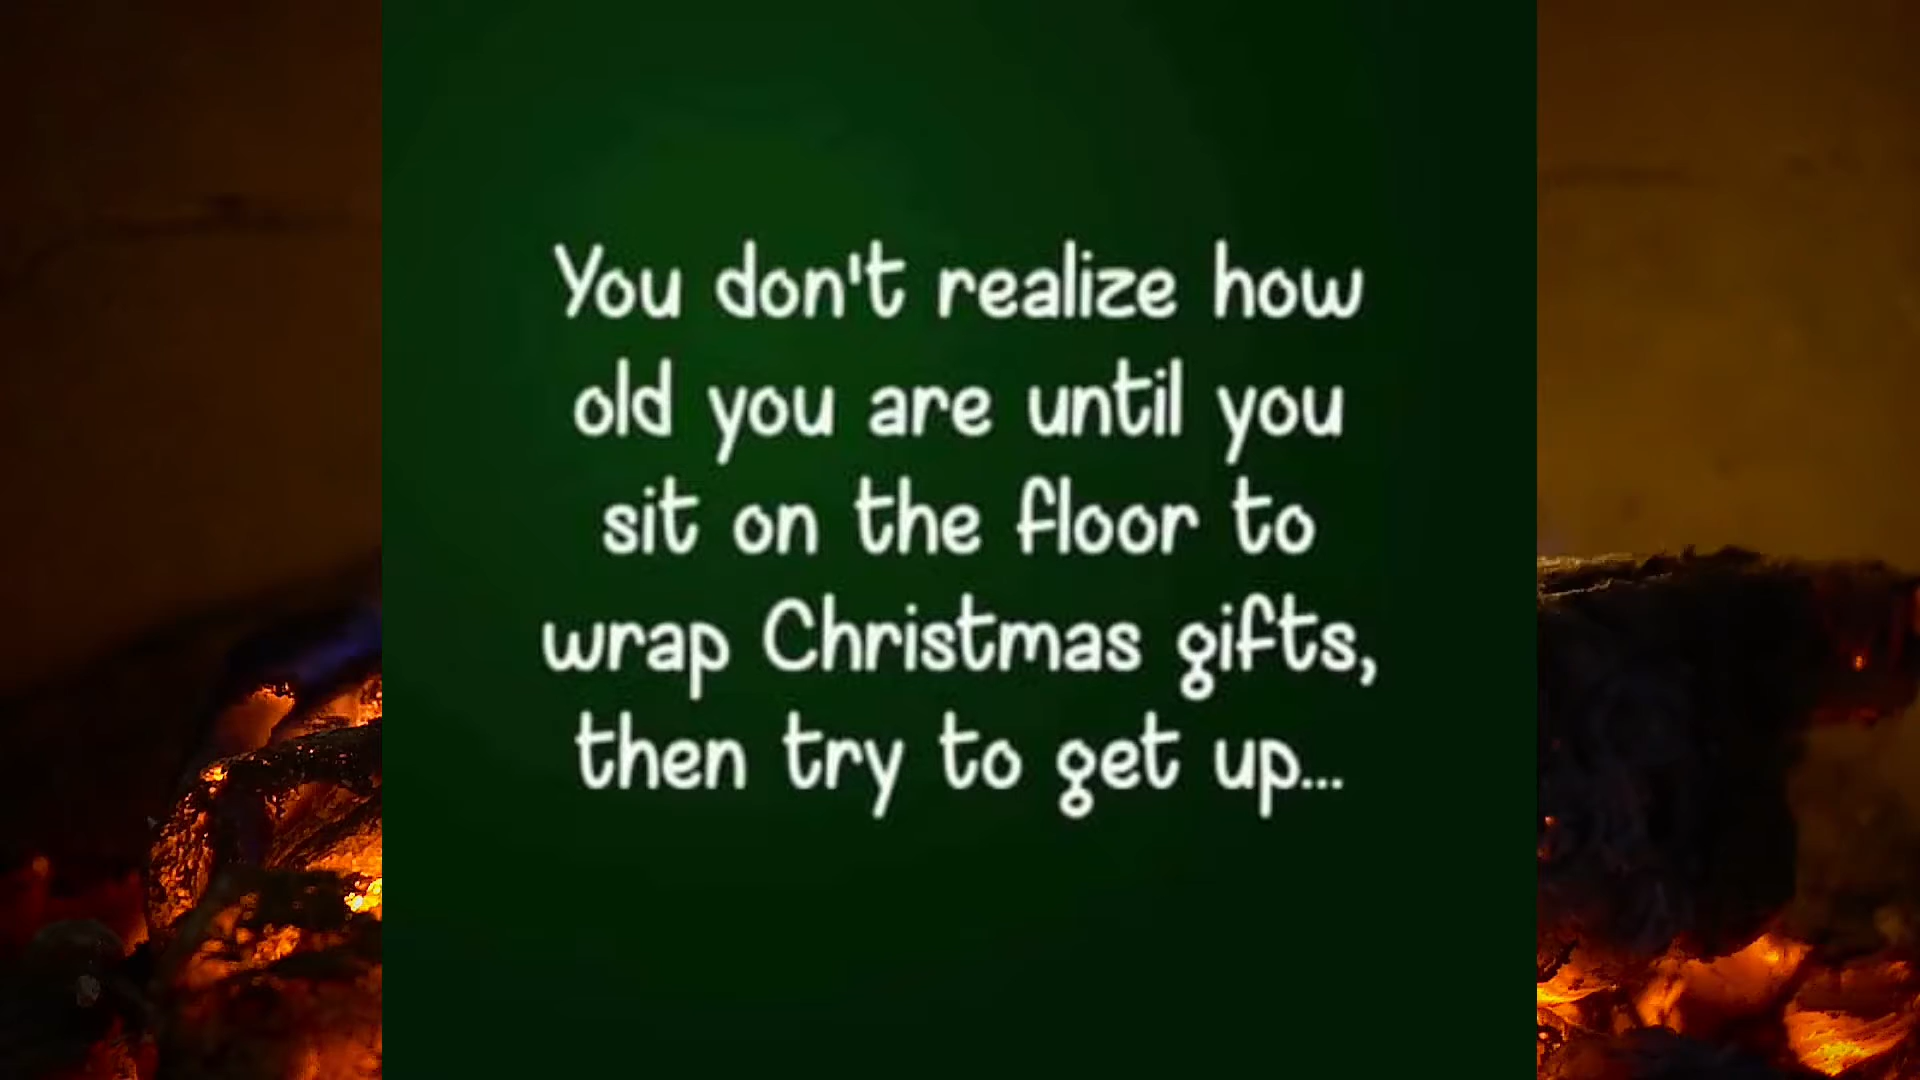 You don't realize how
old you are until you
sit on the floor to
wrap Christmas gifts,
then try to get up...